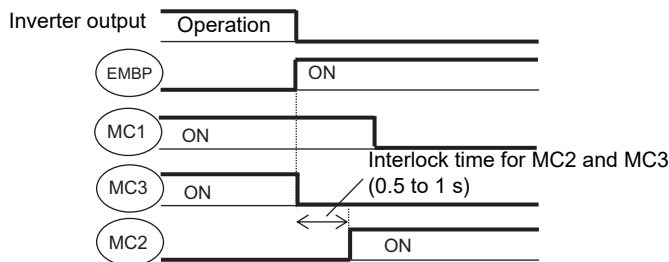 Inverter output
Operation
EMBP
ON
MC1
ON
Interlock time for MC2 and MC3
(0.5 to 1 s)
MC3
ON
MC2
ON